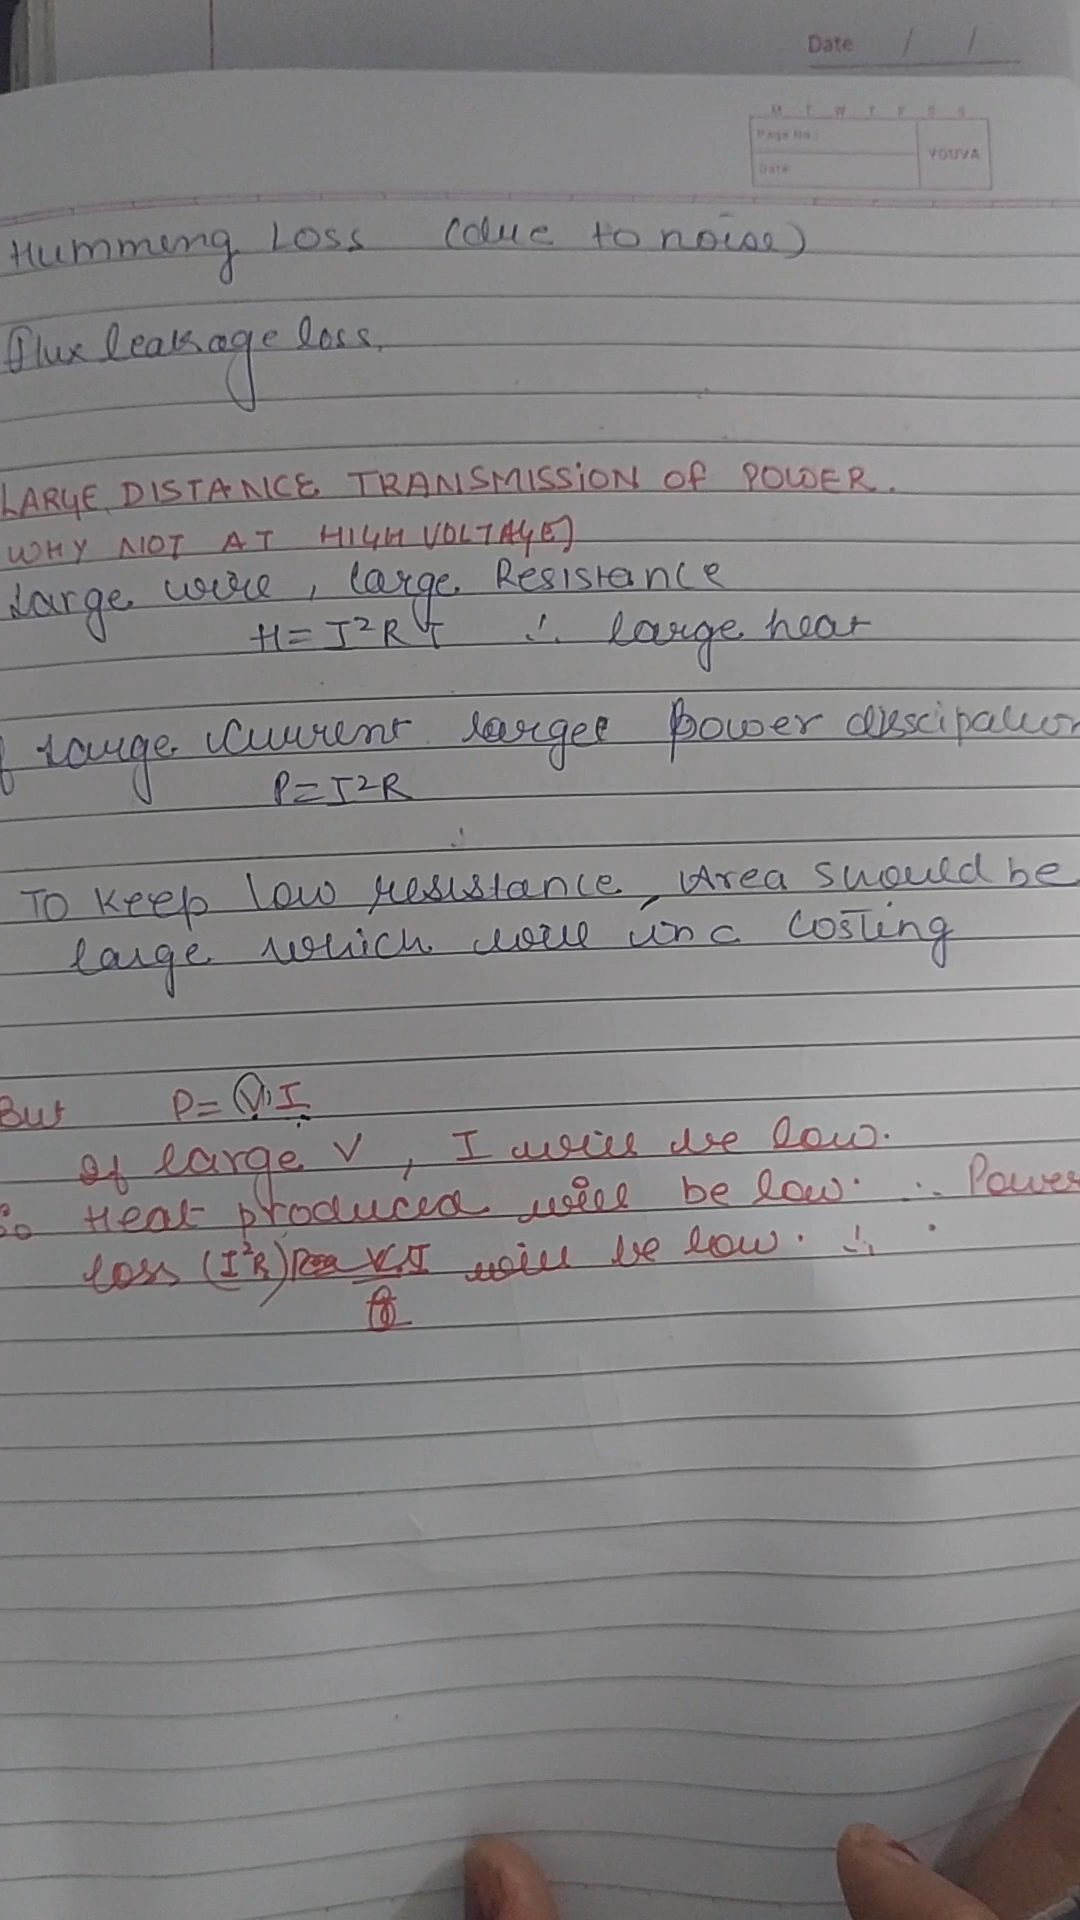 Date / /
M T W T F S S
Page No.:
YOUVA
Date
Humming Loss (due to noise)
flux leakage loss.
LARGE DISTANCE TRANSMISSION OF POWER.
WHY NOT AT HIGH VOLTAGE)
Large wire, large Resistance
H=I²RT ∴ large heat
large Current larger power disscipation
P=I²R
To keep low resistance, Area should be
large which will inc costing
But P=V.I
If large V, I will be low.
So Heat produced will be low. ∴ Power
loss (I²R) V.I will be low. ∴
R